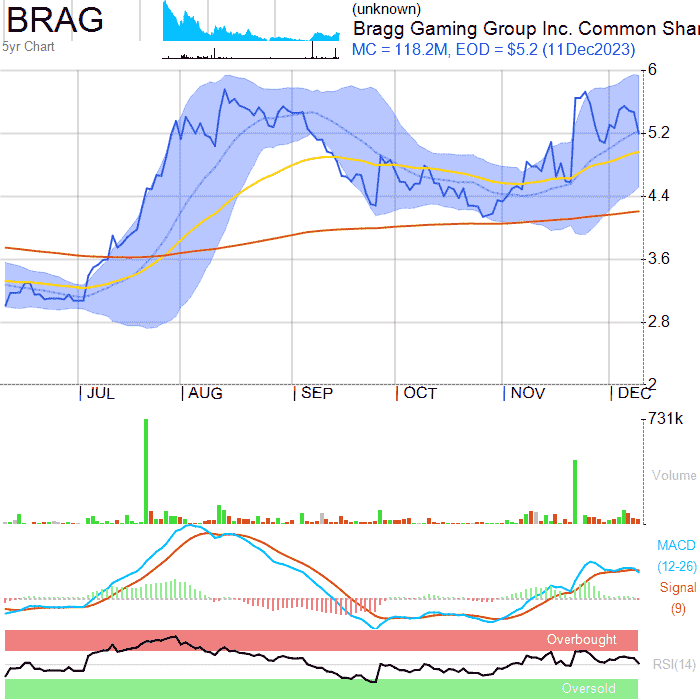 BRAG
5yr Chart
(unknown)
Bragg Gaming Group Inc. Common Shar
MC = 118.2M, EOD = $5.2 (11Dec2023)
6
5.2
4.4
3.6
2.8
2
JUL AUG SEP OCT NOV DEC
731k
Volume
MACD
(12-26)
Signal
(9)
Overbought
RSI(14)
Oversold